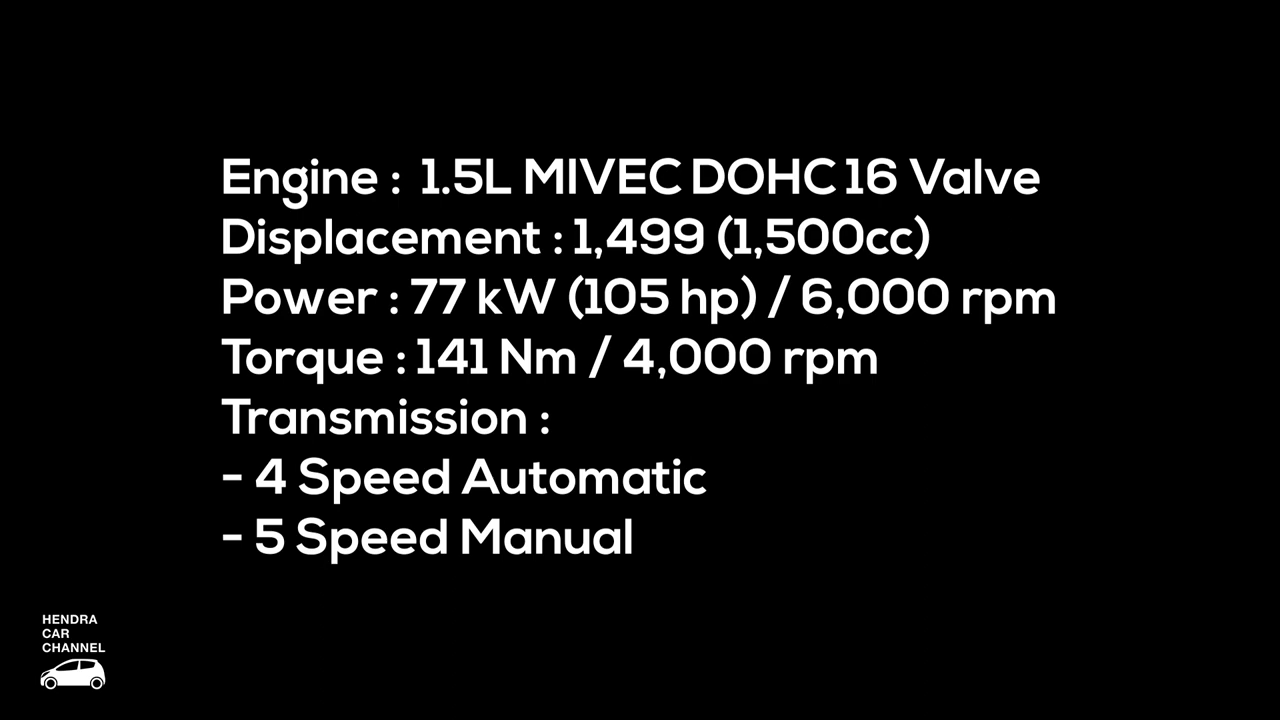 Engine :  1.5L MIVEC DOHC 16 Valve
Displacement : 1,499 (1,500cc)
Power : 77 kW (105 hp) / 6,000 rpm
Torque : 141 Nm / 4,000 rpm
Transmission :
- 4 Speed Automatic
- 5 Speed Manual
HENDRA
CAR
CHANNEL